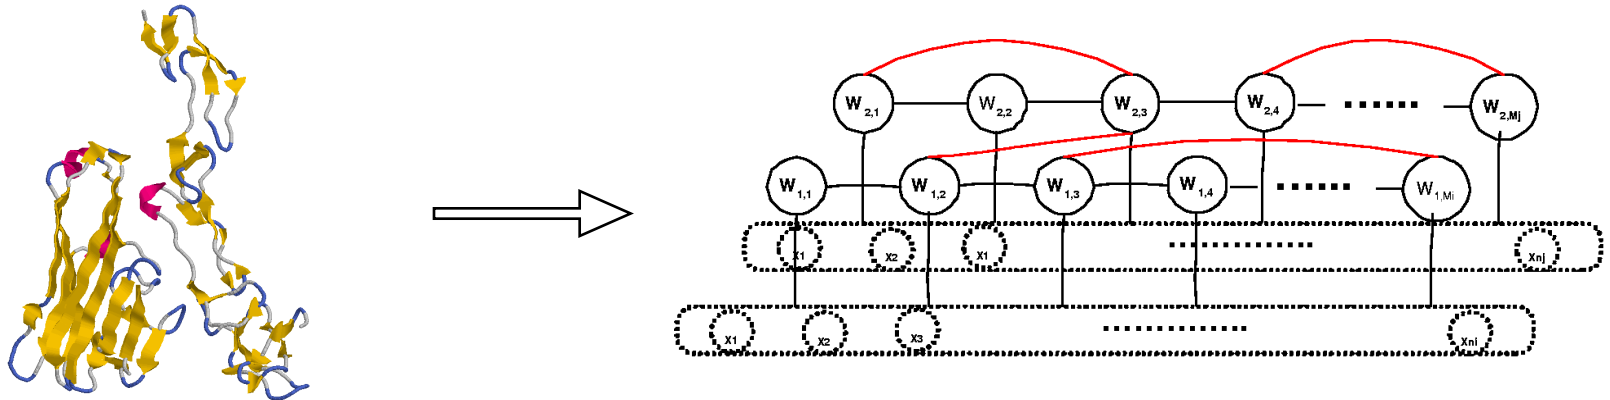 W2,1 W2,2 W2,3 W2,4 W2,Mj
W1,1 W1,2 W1,3 W1,4 W1,Mi
X1 X2 X1 Xnj
X1 X2 X3 Xni